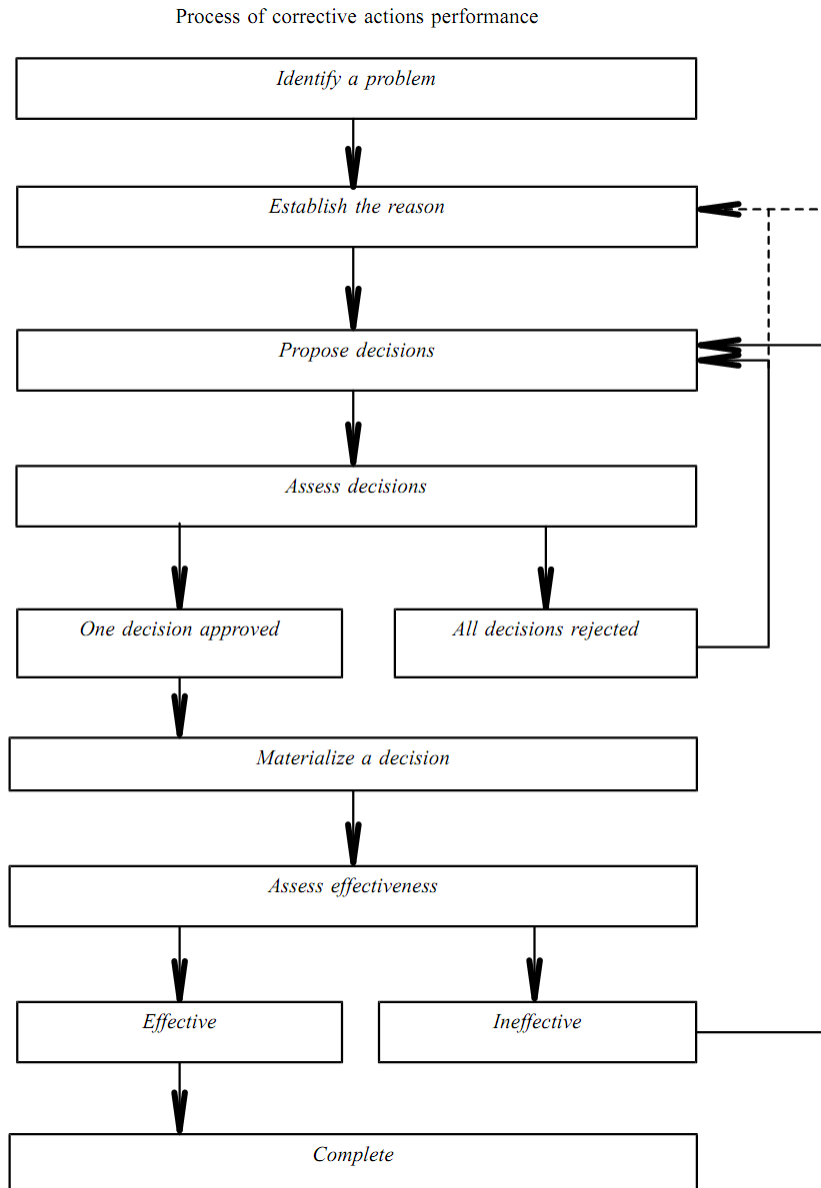 Process of corrective actions performance
Identify a problem
Establish the reason
Propose decisions
Assess decisions
One decision approved
All decisions rejected
Materialize a decision
Assess effectiveness
Effective
Ineffective
Complete